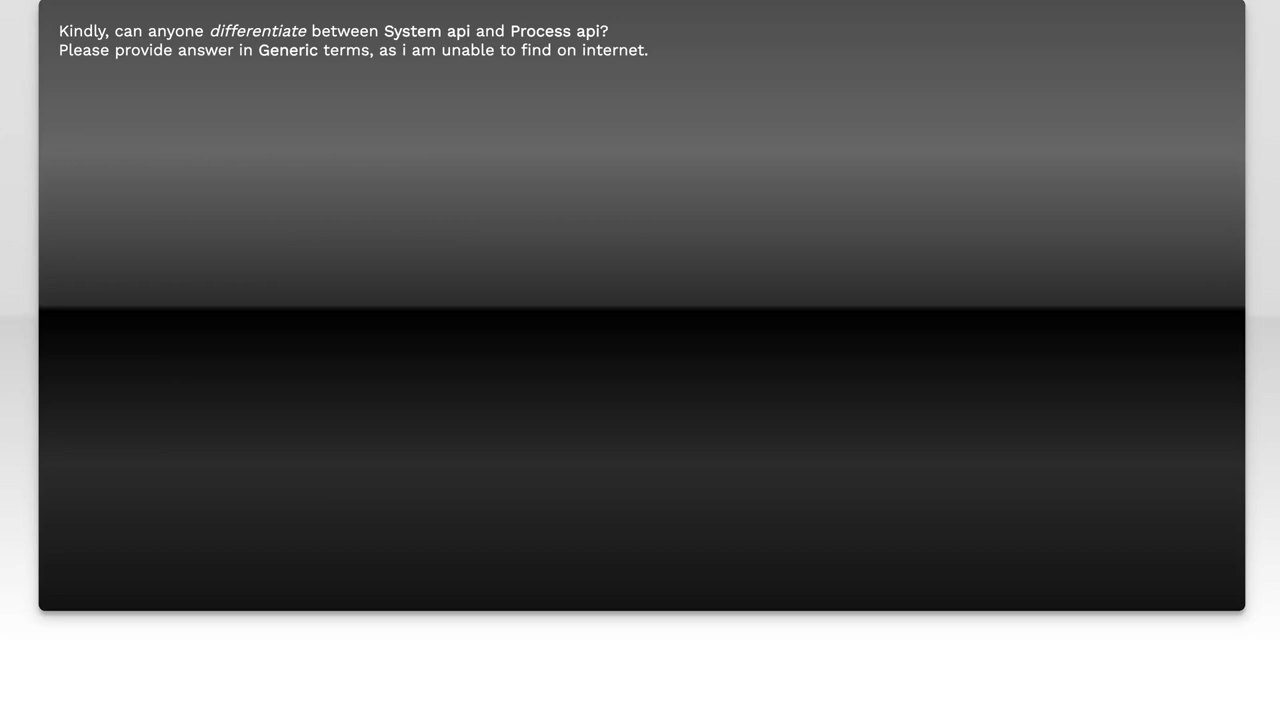 Kindly, can anyone differentiate between System api and Process api?
Please provide answer in Generic terms, as i am unable to find on internet.